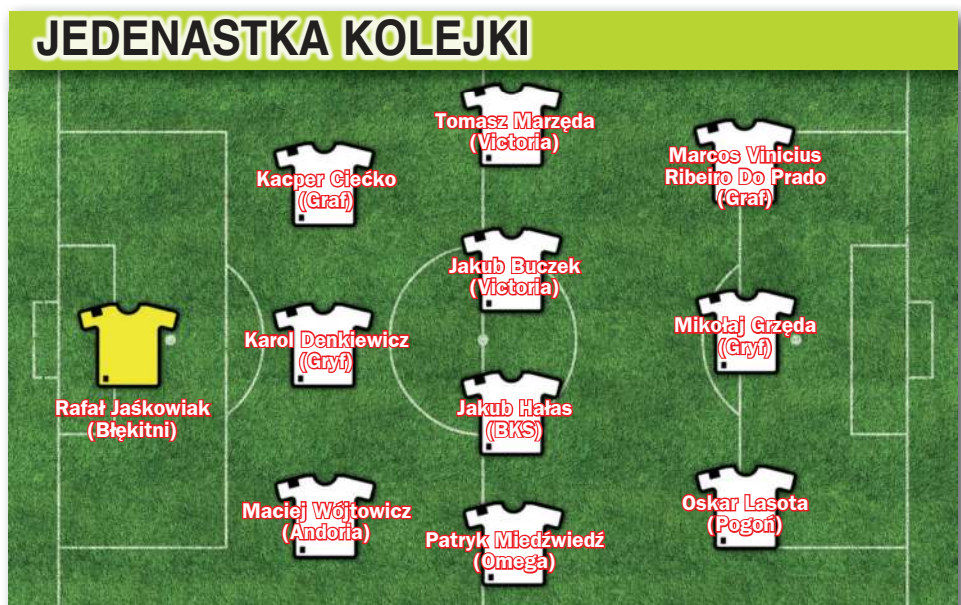 JEDENASTKA KOLEJKI
Rafał Jaśkowiak
(Błękitni)
Kacper Ciećko
(Graf)
Karol Denkiewicz
(Gryf)
Maciej Wójtowicz
(Andoria)
Tomasz Marzęda
(Victoria)
Jakub Buczek
(Victoria)
Jakub Hałas
(BKS)
Patryk Miedźwiedź
(Omega)
Marcos Vinicius
Ribeiro Do Prado
(Graf)
Mikołaj Grzęda
(Gryf)
Oskar Lasota
(Pogoń)